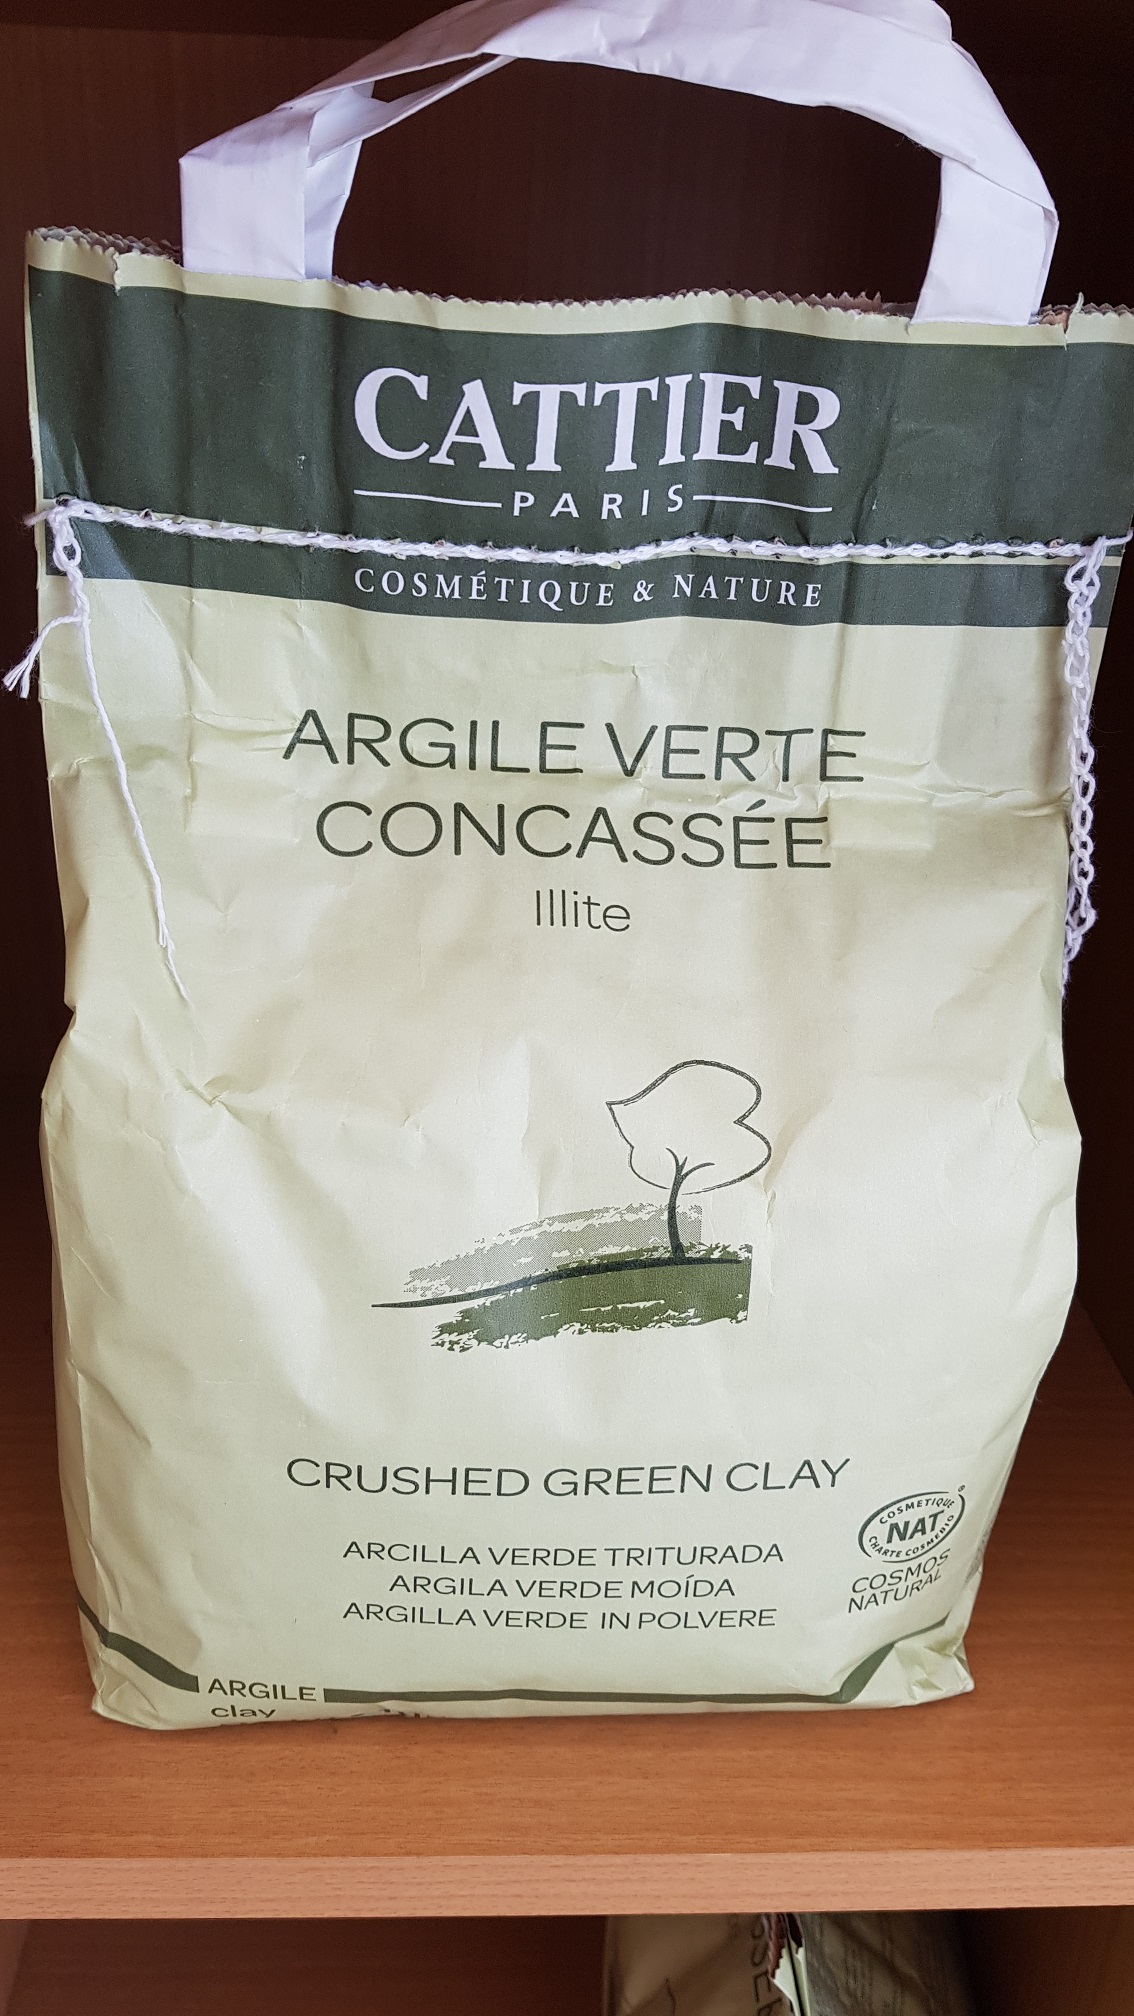 CATTIER
PARIS
COSMÉTIQUE & NATURE
ARGILE VERTE
CONCASSÉE
Illite
CRUSHED GREEN CLAY
ARCILLA VERDE TRITURADA
ARGILA VERDE MOÍDA
ARGILLA VERDE IN POLVERE
COSMETIQUE
NAT
CHARTE COSMEBIO
®
COSMOS
NATURAL
ARGILE
clay